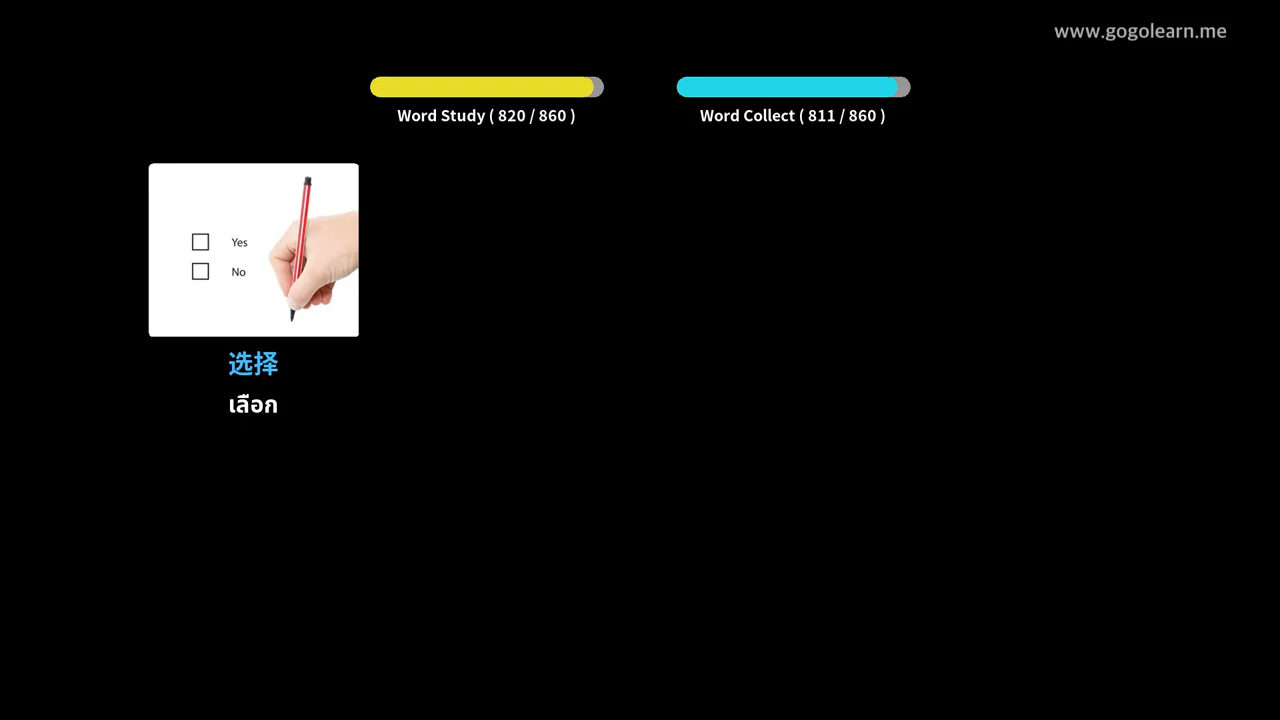 www.gogolearn.me
Word Study ( 820 / 860 )
Word Collect ( 811 / 860 )
Yes
No
选择
เลือก